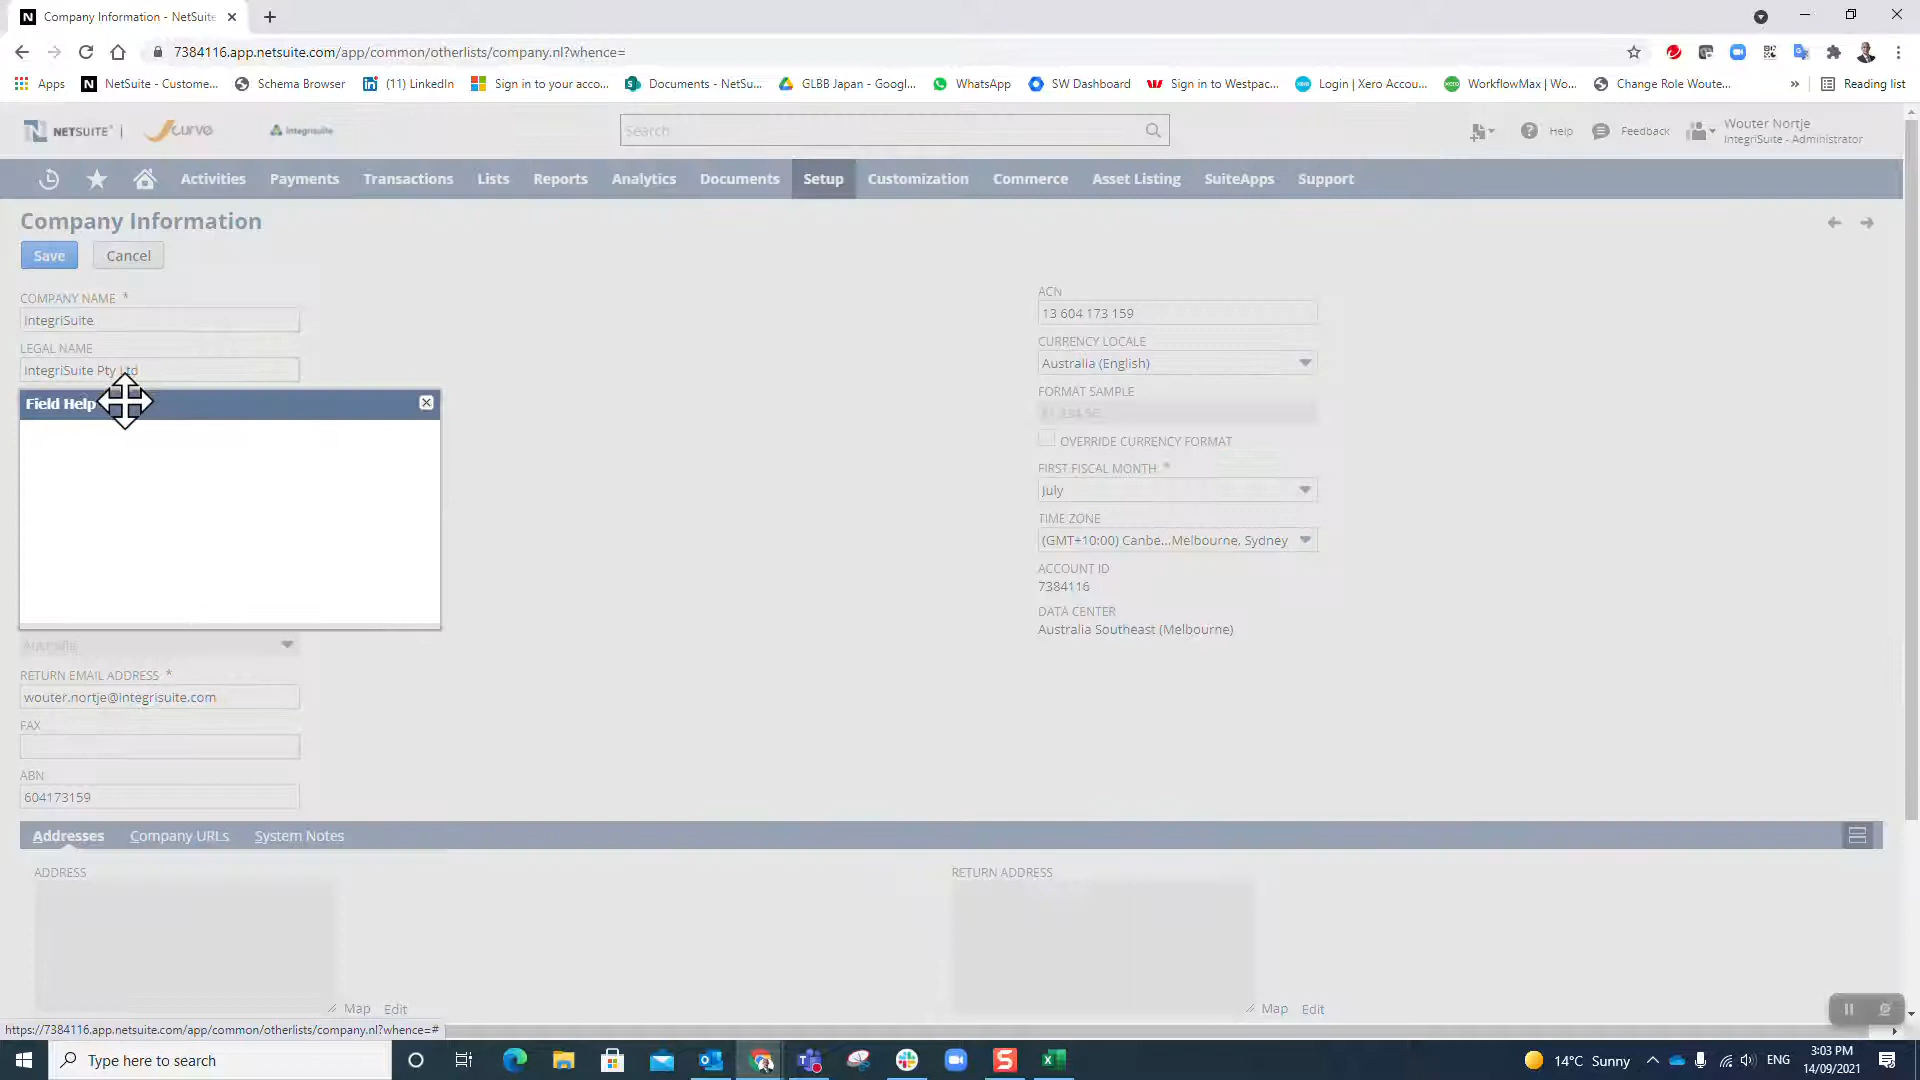 Company Information - NetSuite
7384116.app.netsuite.com/app/common/otherlists/company.nl?whence=
Apps
NetSuite - Custome...
Schema Browser
(11) LinkedIn
Sign in to your acco...
Documents - NetSu...
GLBB Japan - Googl...
WhatsApp
SW Dashboard
Sign in to Westpac...
Login | Xero Accou...
WorkflowMax | Wo...
Change Role Woute...
»
Reading list
NETSUITE
curve
Integrisuite
Search
Help
Feedback
Wouter Nortje
IntegriSuite - Administrator
Activities
Payments
Transactions
Lists
Reports
Analytics
Documents
Setup
Customization
Commerce
Asset Listing
SuiteApps
Support
Company Information
Save
Cancel
COMPANY NAME *
IntegriSuite
LEGAL NAME
IntegriSuite Pty Ltd
Field Help
Australia
RETURN EMAIL ADDRESS *
wouter.nortje@integrisuite.com
FAX
ABN
604173159
ACN
13 604 173 159
CURRENCY LOCALE
Australia (English)
FORMAT SAMPLE
OVERRIDE CURRENCY FORMAT
FIRST FISCAL MONTH *
July
TIME ZONE
(GMT+10:00) Canbe...Melbourne, Sydney
ACCOUNT ID
7384116
DATA CENTER
Australia Southeast (Melbourne)
Addresses
Company URLs
System Notes
ADDRESS
Map
Edit
RETURN ADDRESS
Map
Edit
https://7384116.app.netsuite.com/app/common/otherlists/company.nl?whence=#
Type here to search
14°C Sunny
ENG
3:03 PM
14/09/2021